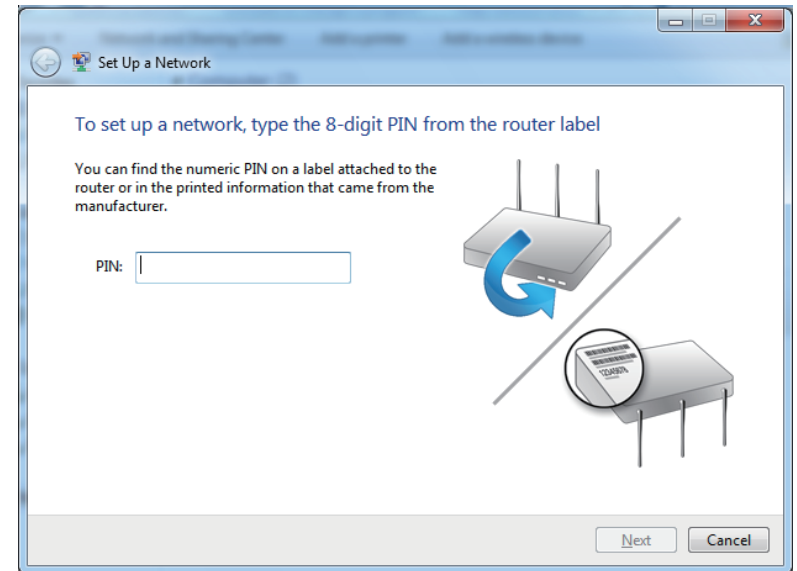 Set Up a Network
To set up a network, type the 8-digit PIN from the router label
You can find the numeric PIN on a label attached to the
router or in the printed information that came from the
manufacturer.
PIN:
12345678
Next
Cancel